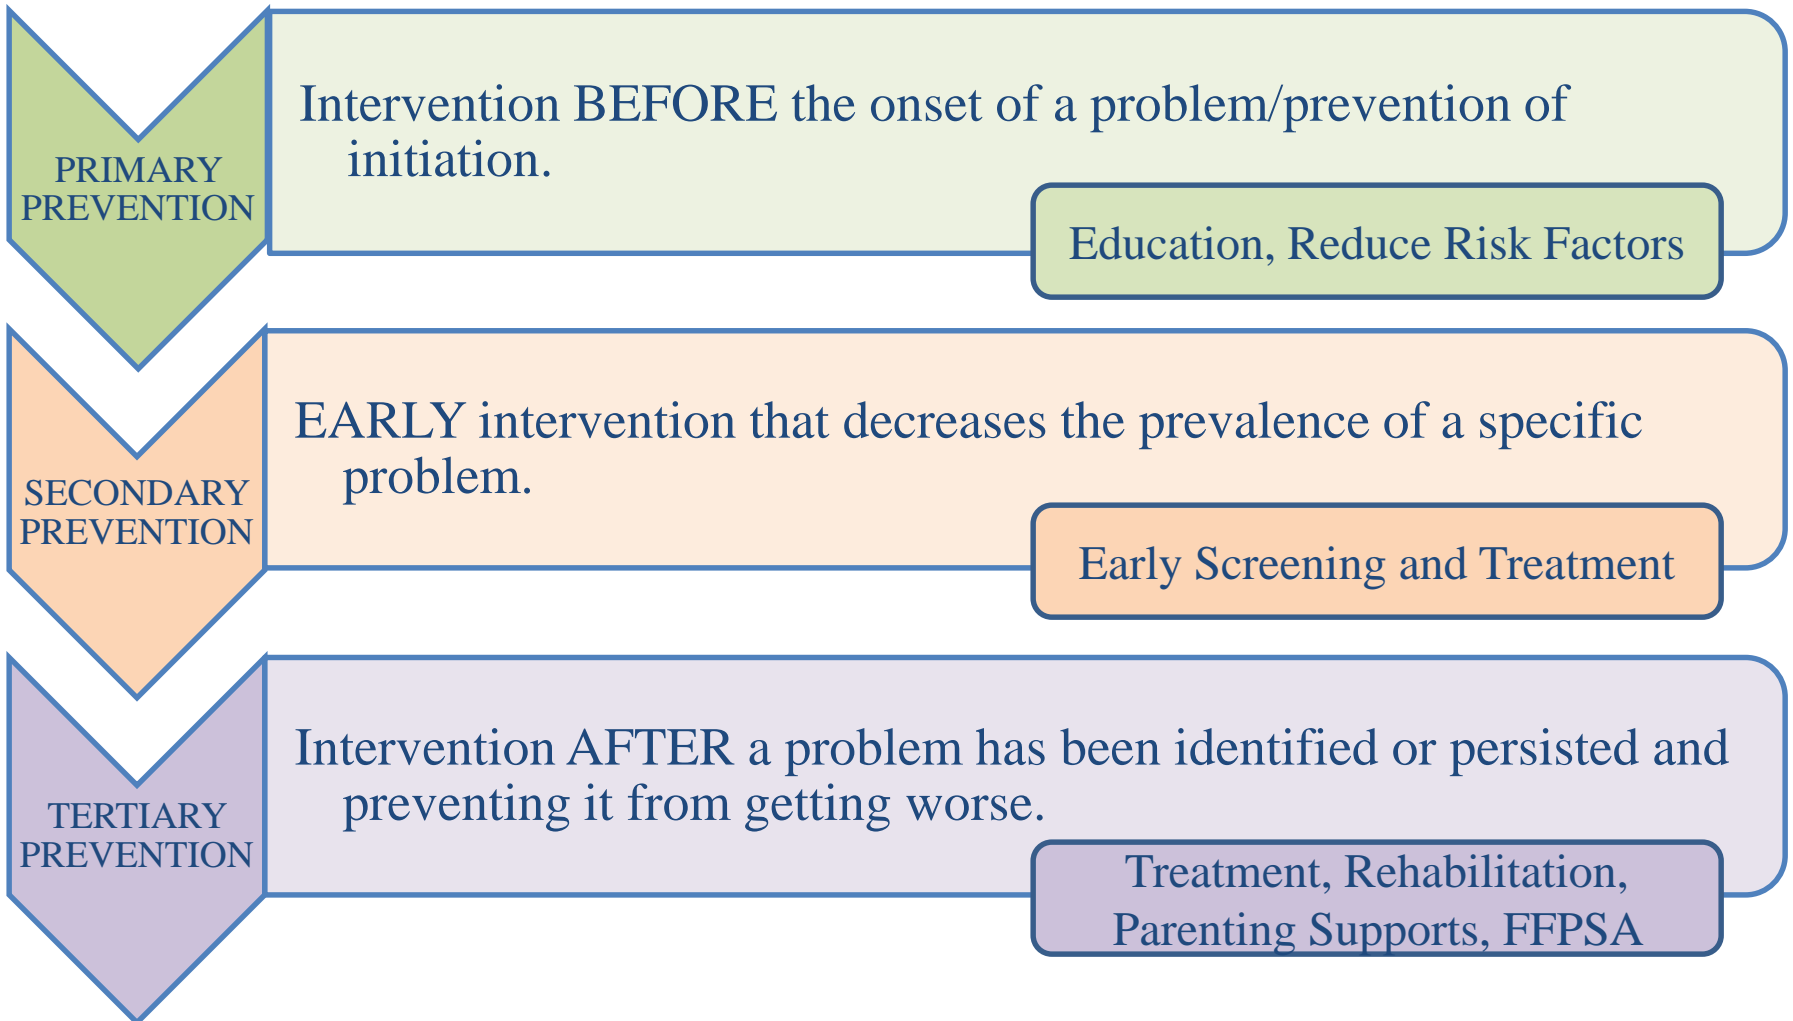 PRIMARY
PREVENTION
Intervention BEFORE the onset of a problem/prevention of
initiation.
Education, Reduce Risk Factors
SECONDARY
PREVENTION
EARLY intervention that decreases the prevalence of a specific
problem.
Early Screening and Treatment
TERTIARY
PREVENTION
Intervention AFTER a problem has been identified or persisted and
preventing it from getting worse.
Treatment, Rehabilitation,
Parenting Supports, FFPSA